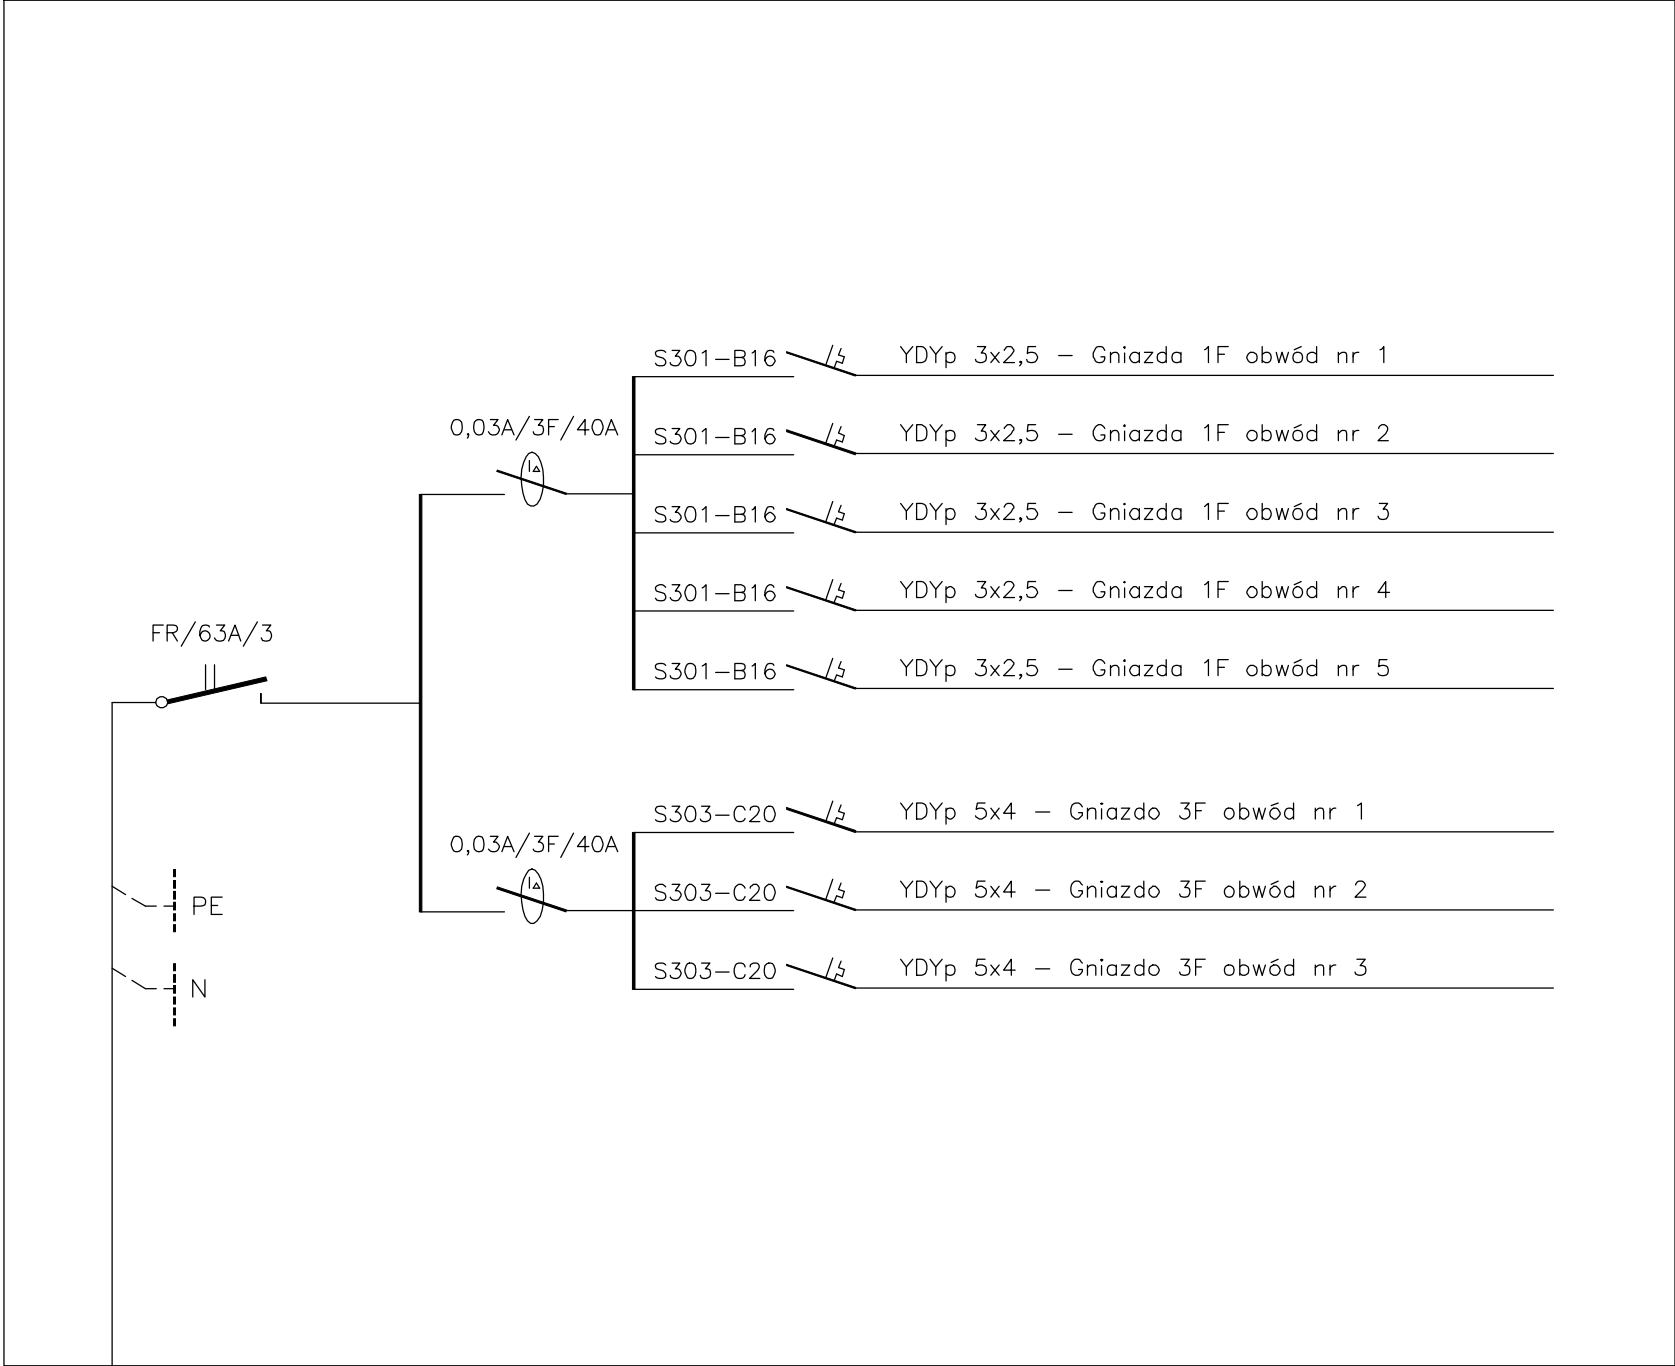 S301-B16 YDYp 3x2,5 – Gniazda 1F obwód nr 1
0,03A/3F/40A
S301-B16 YDYp 3x2,5 – Gniazda 1F obwód nr 2
I△
S301-B16 YDYp 3x2,5 – Gniazda 1F obwód nr 3
S301-B16 YDYp 3x2,5 – Gniazda 1F obwód nr 4
FR/63A/3
S301-B16 YDYp 3x2,5 – Gniazda 1F obwód nr 5
S303-C20 YDYp 5x4 – Gniazdo 3F obwód nr 1
0,03A/3F/40A
I△
S303-C20 YDYp 5x4 – Gniazdo 3F obwód nr 2
PE
S303-C20 YDYp 5x4 – Gniazdo 3F obwód nr 3
N